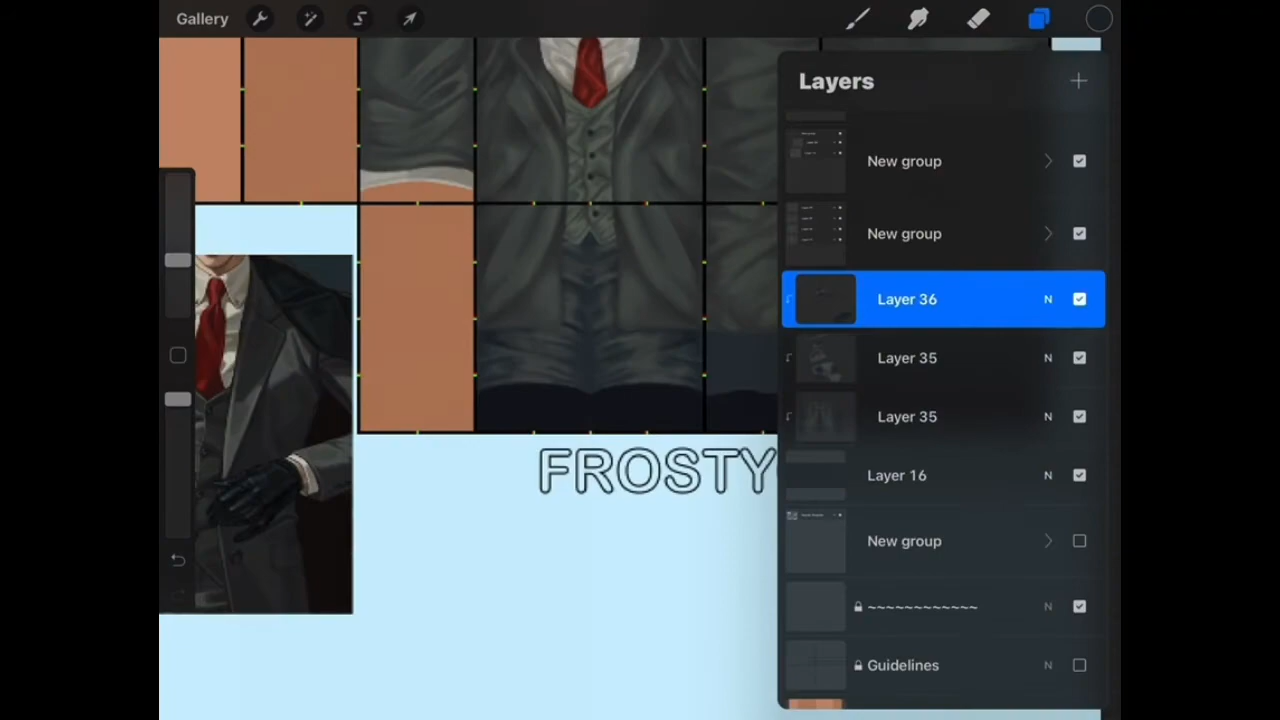 Gallery
Layers
New group
New group
Layer 36 N
Layer 35 N
Layer 35 N
Layer 16 N
New group
~~~~~~~~~~~~ N
Guidelines N
FROSTY